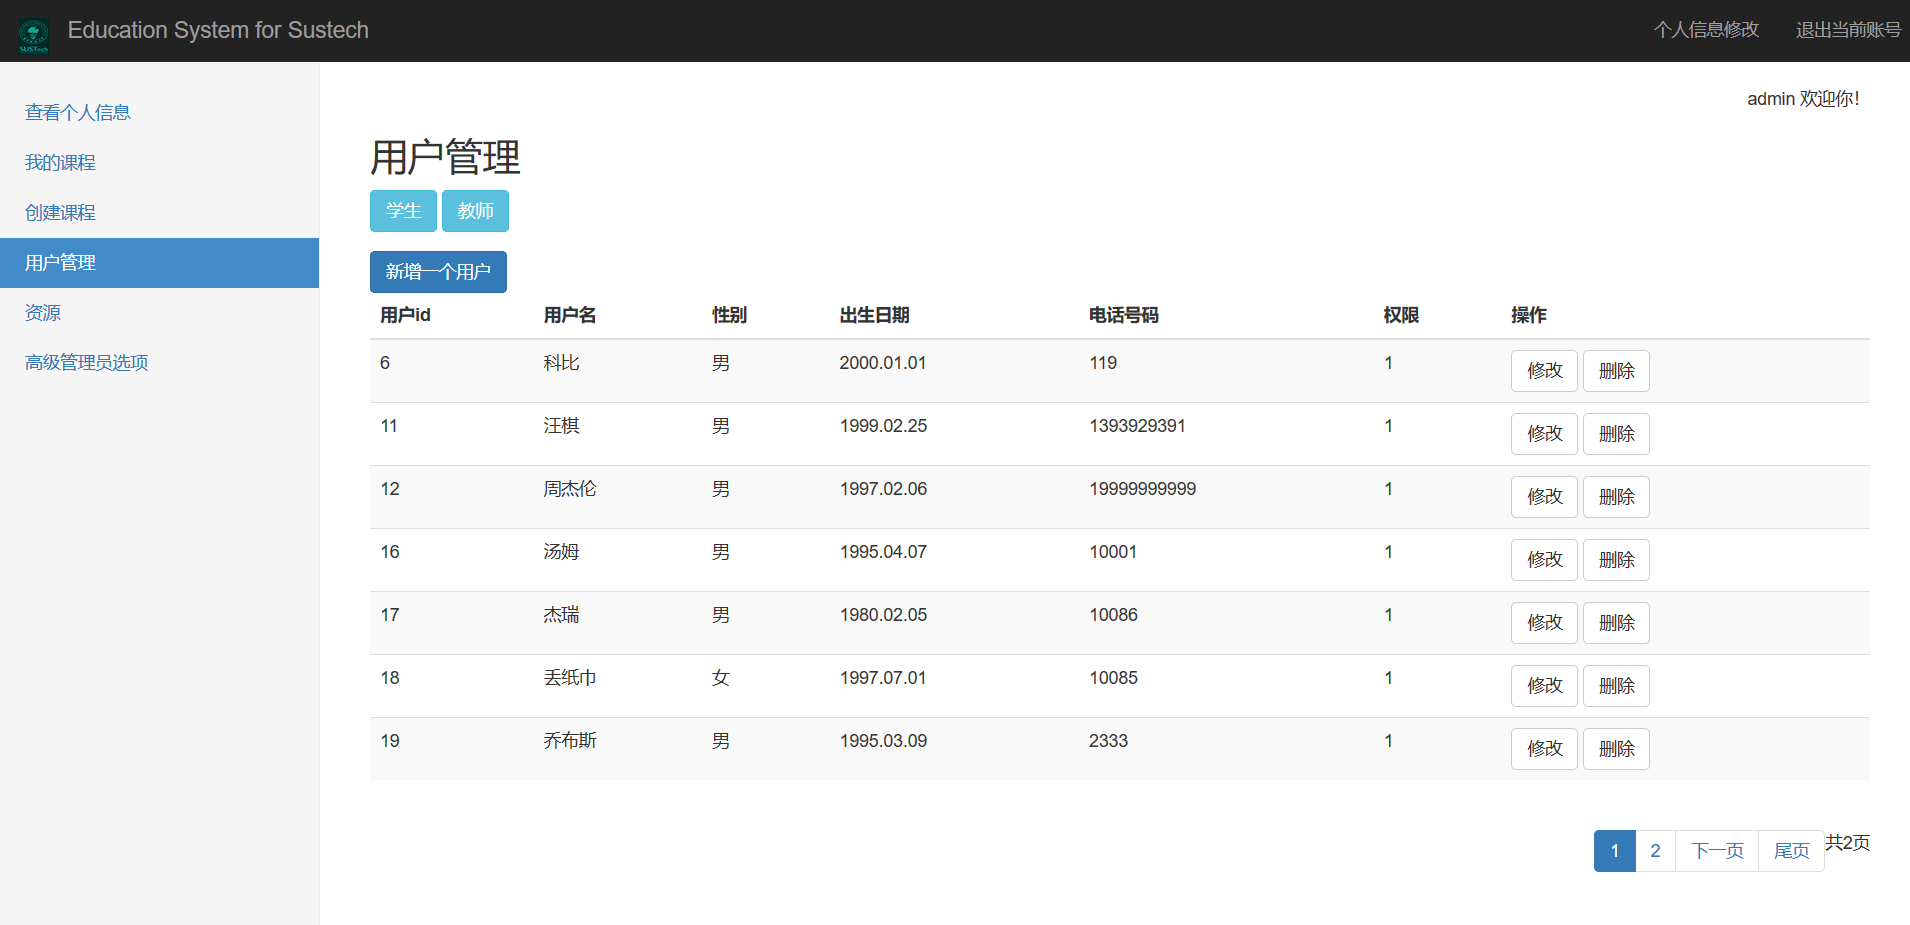 SUSTech
Education System for Sustech
个人信息修改 退出当前账号
admin 欢迎你!
查看个人信息
我的课程
创建课程
用户管理
资源
高级管理员选项
用户管理
学生 教师
新增一个用户
用户id 用户名 性别 出生日期 电话号码 权限 操作
6 科比 男 2000.01.01 119 1 修改 删除
11 汪棋 男 1999.02.25 1393929391 1 修改 删除
12 周杰伦 男 1997.02.06 19999999999 1 修改 删除
16 汤姆 男 1995.04.07 10001 1 修改 删除
17 杰瑞 男 1980.02.05 10086 1 修改 删除
18 丢纸巾 女 1997.07.01 10085 1 修改 删除
19 乔布斯 男 1995.03.09 2333 1 修改 删除
1 2 下一页 尾页 共2页